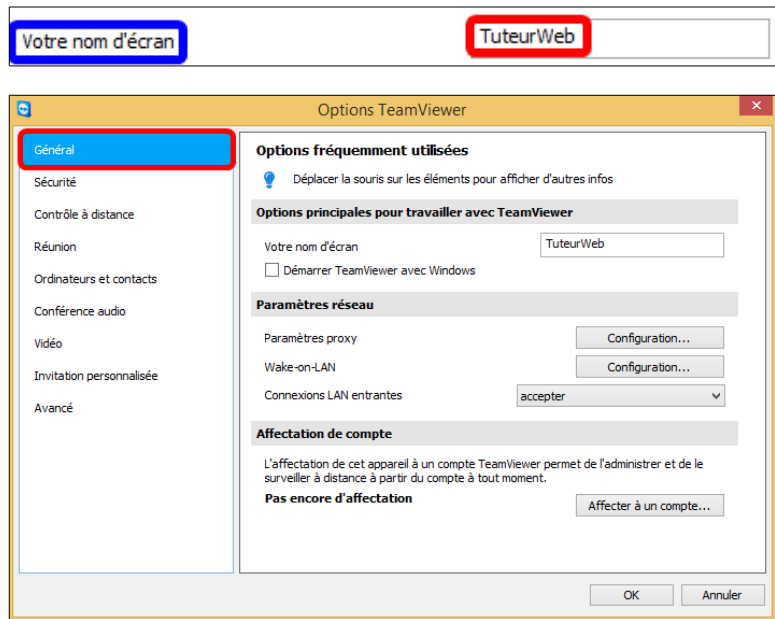 Votre nom d'écran TuteurWeb
Options TeamViewer
Général
Sécurité
Contrôle à distance
Réunion
Ordinateurs et contacts
Conférence audio
Vidéo
Invitation personnalisée
Avancé
Options fréquemment utilisées
Déplacer la souris sur les éléments pour afficher d'autres infos
Options principales pour travailler avec TeamViewer
Votre nom d'écran TuteurWeb
Démarrer TeamViewer avec Windows
Paramètres réseau
Paramètres proxy Configuration...
Wake-on-LAN Configuration...
Connexions LAN entrantes accepter
Affectation de compte
L'affectation de cet appareil à un compte TeamViewer permet de l'administrer et de le
surveiller à distance à partir du compte à tout moment.
Pas encore d'affectation Affecter à un compte...
OK Annuler